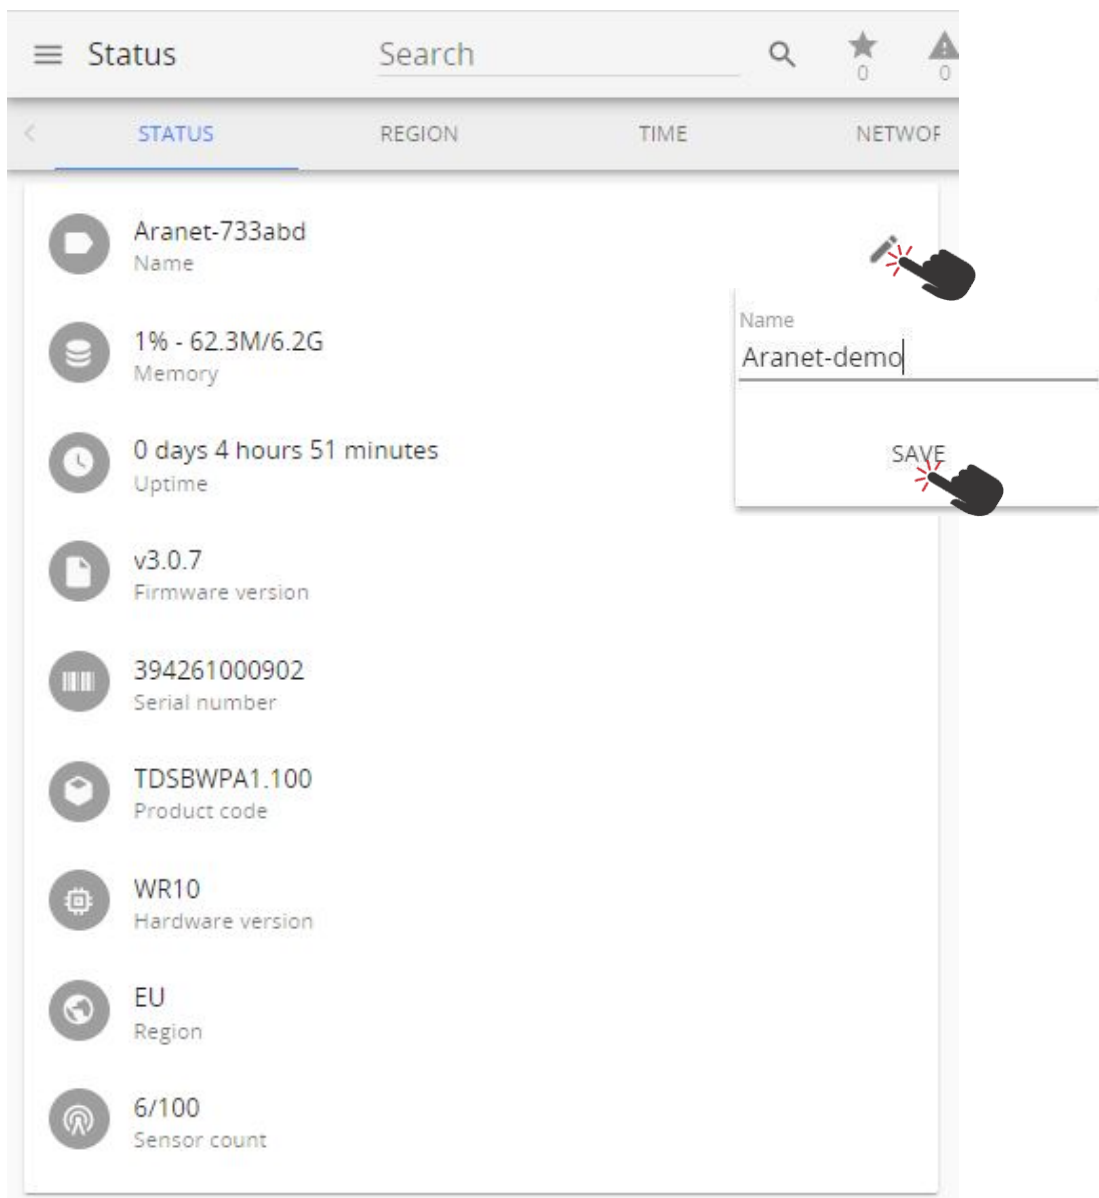 Status
Search
0
0
STATUS
REGION
TIME
NETWOR
Aranet-733abd
Name
1% - 62.3M/6.2G
Memory
Name
Aranet-demo
0 days 4 hours 51 minutes
Uptime
SAVE
v3.0.7
Firmware version
394261000902
Serial number
TDSBWPA1.100
Product code
WR10
Hardware version
EU
Region
6/100
Sensor count